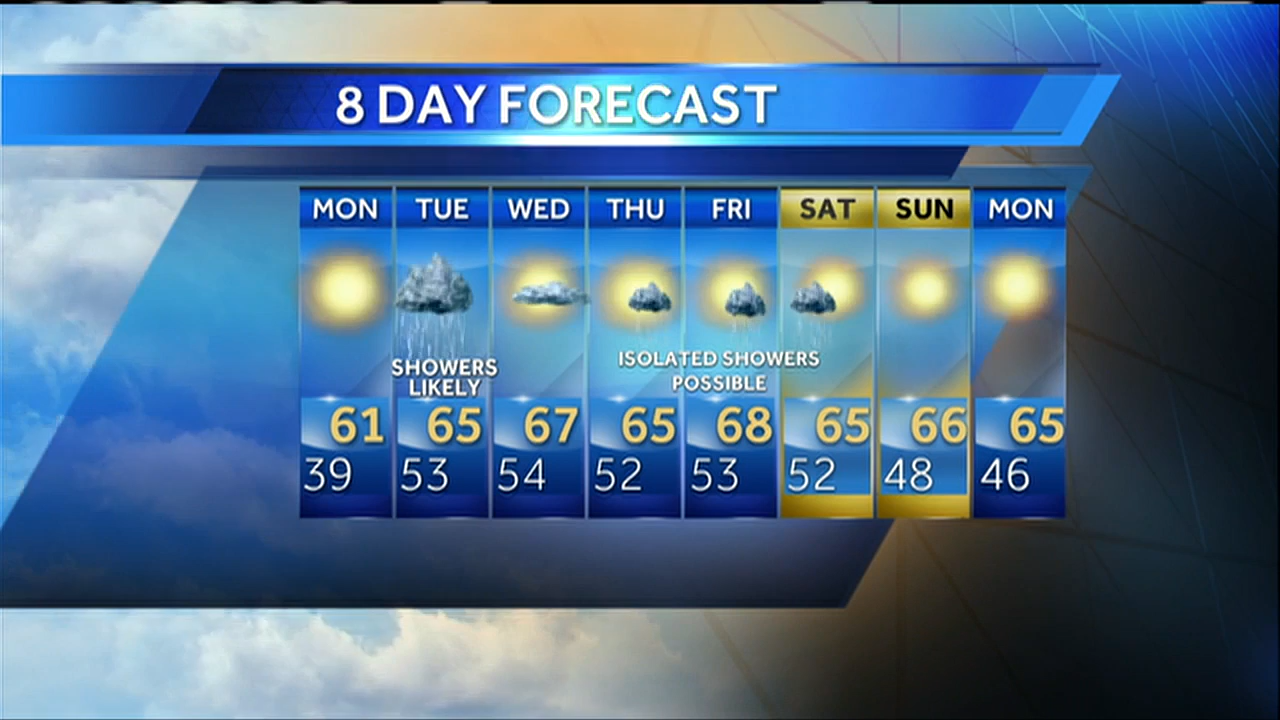 8 DAY FORECAST
MON TUE WED THU FRI SAT SUN MON
SHOWERS
LIKELY
ISOLATED SHOWERS
POSSIBLE
61 65 67 65 68 65 66 65
39 53 54 52 53 52 48 46